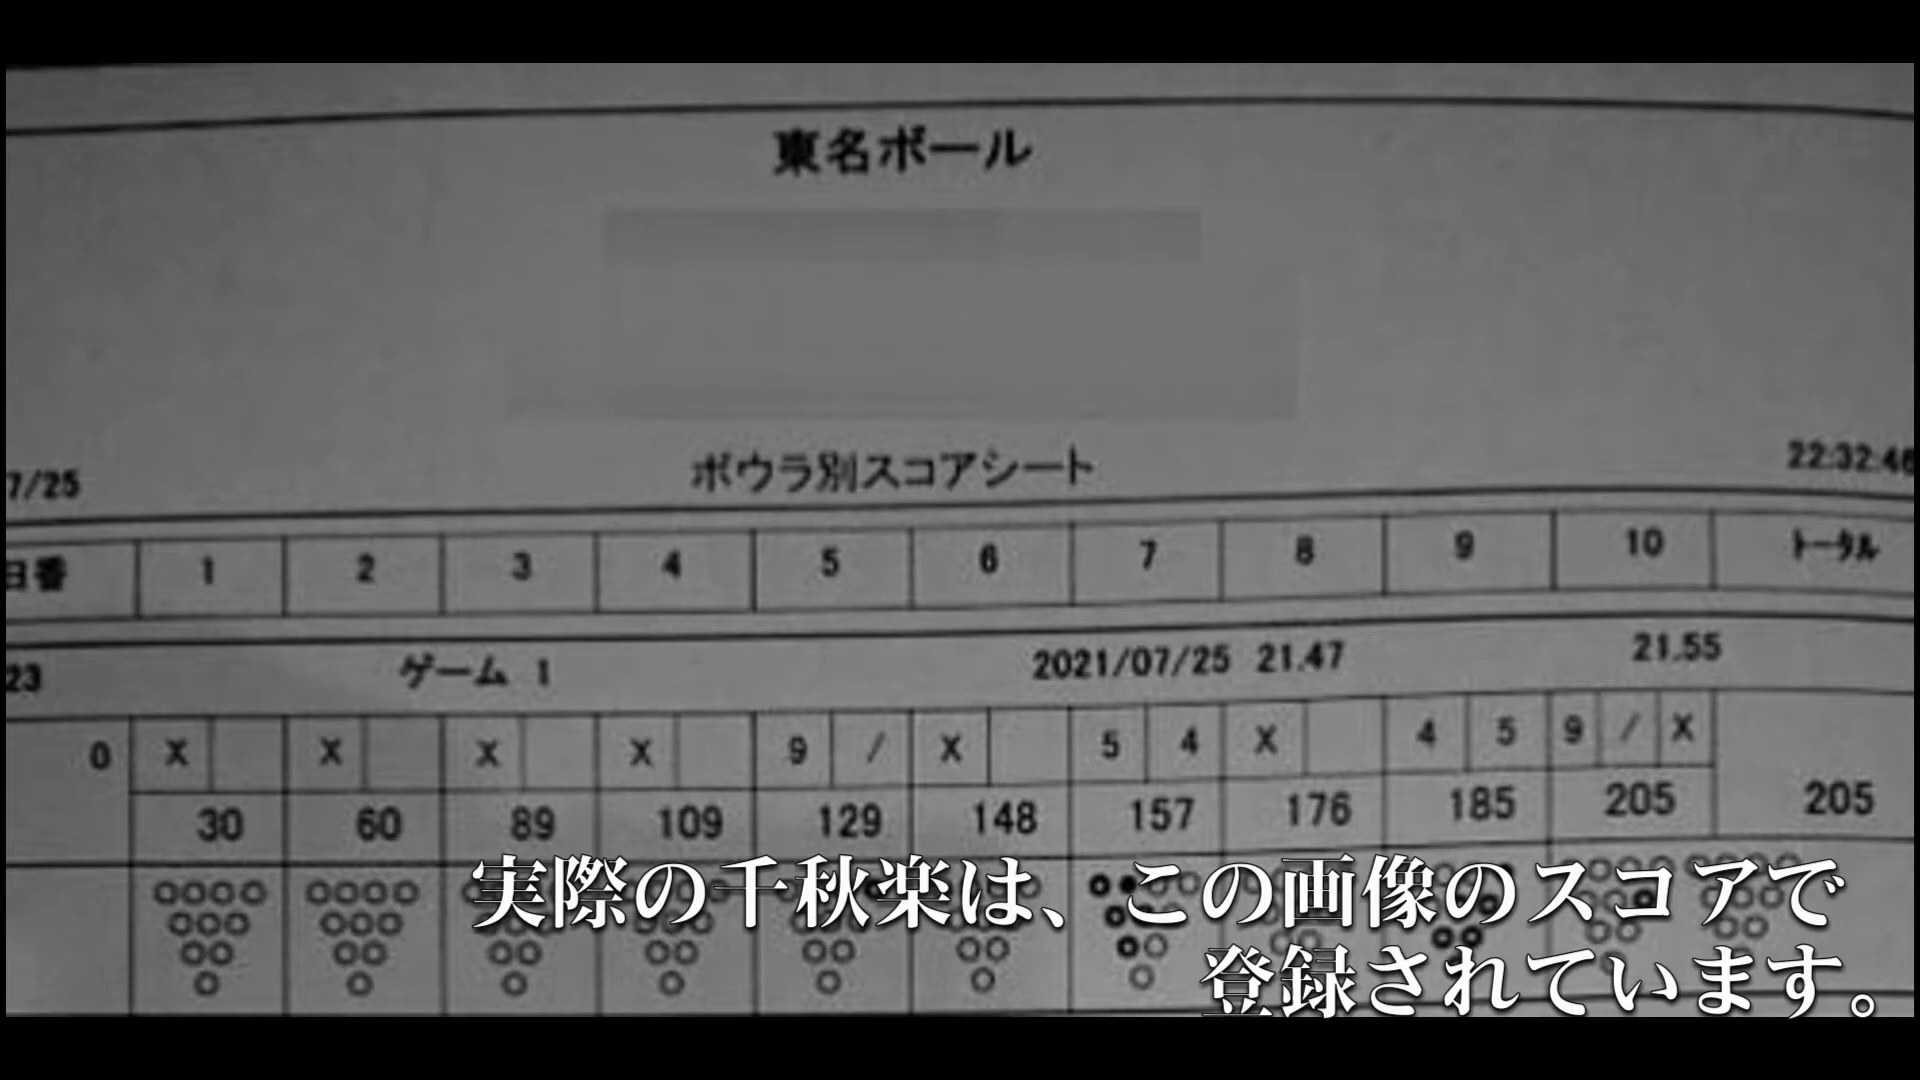 東名ボール
ボウラ別スコアシート
7/25 22:32:46
日番 1 2 3 4 5 6 7 8 9 10 トータル
23 ゲーム 1 2021/07/25 21.47 21.55
0 X X X X 9 / X 5 4 X 4 5 9 / X
30 60 89 109 129 148 157 176 185 205 205
実際の千秋楽は、この画像のスコアで
登録されています。